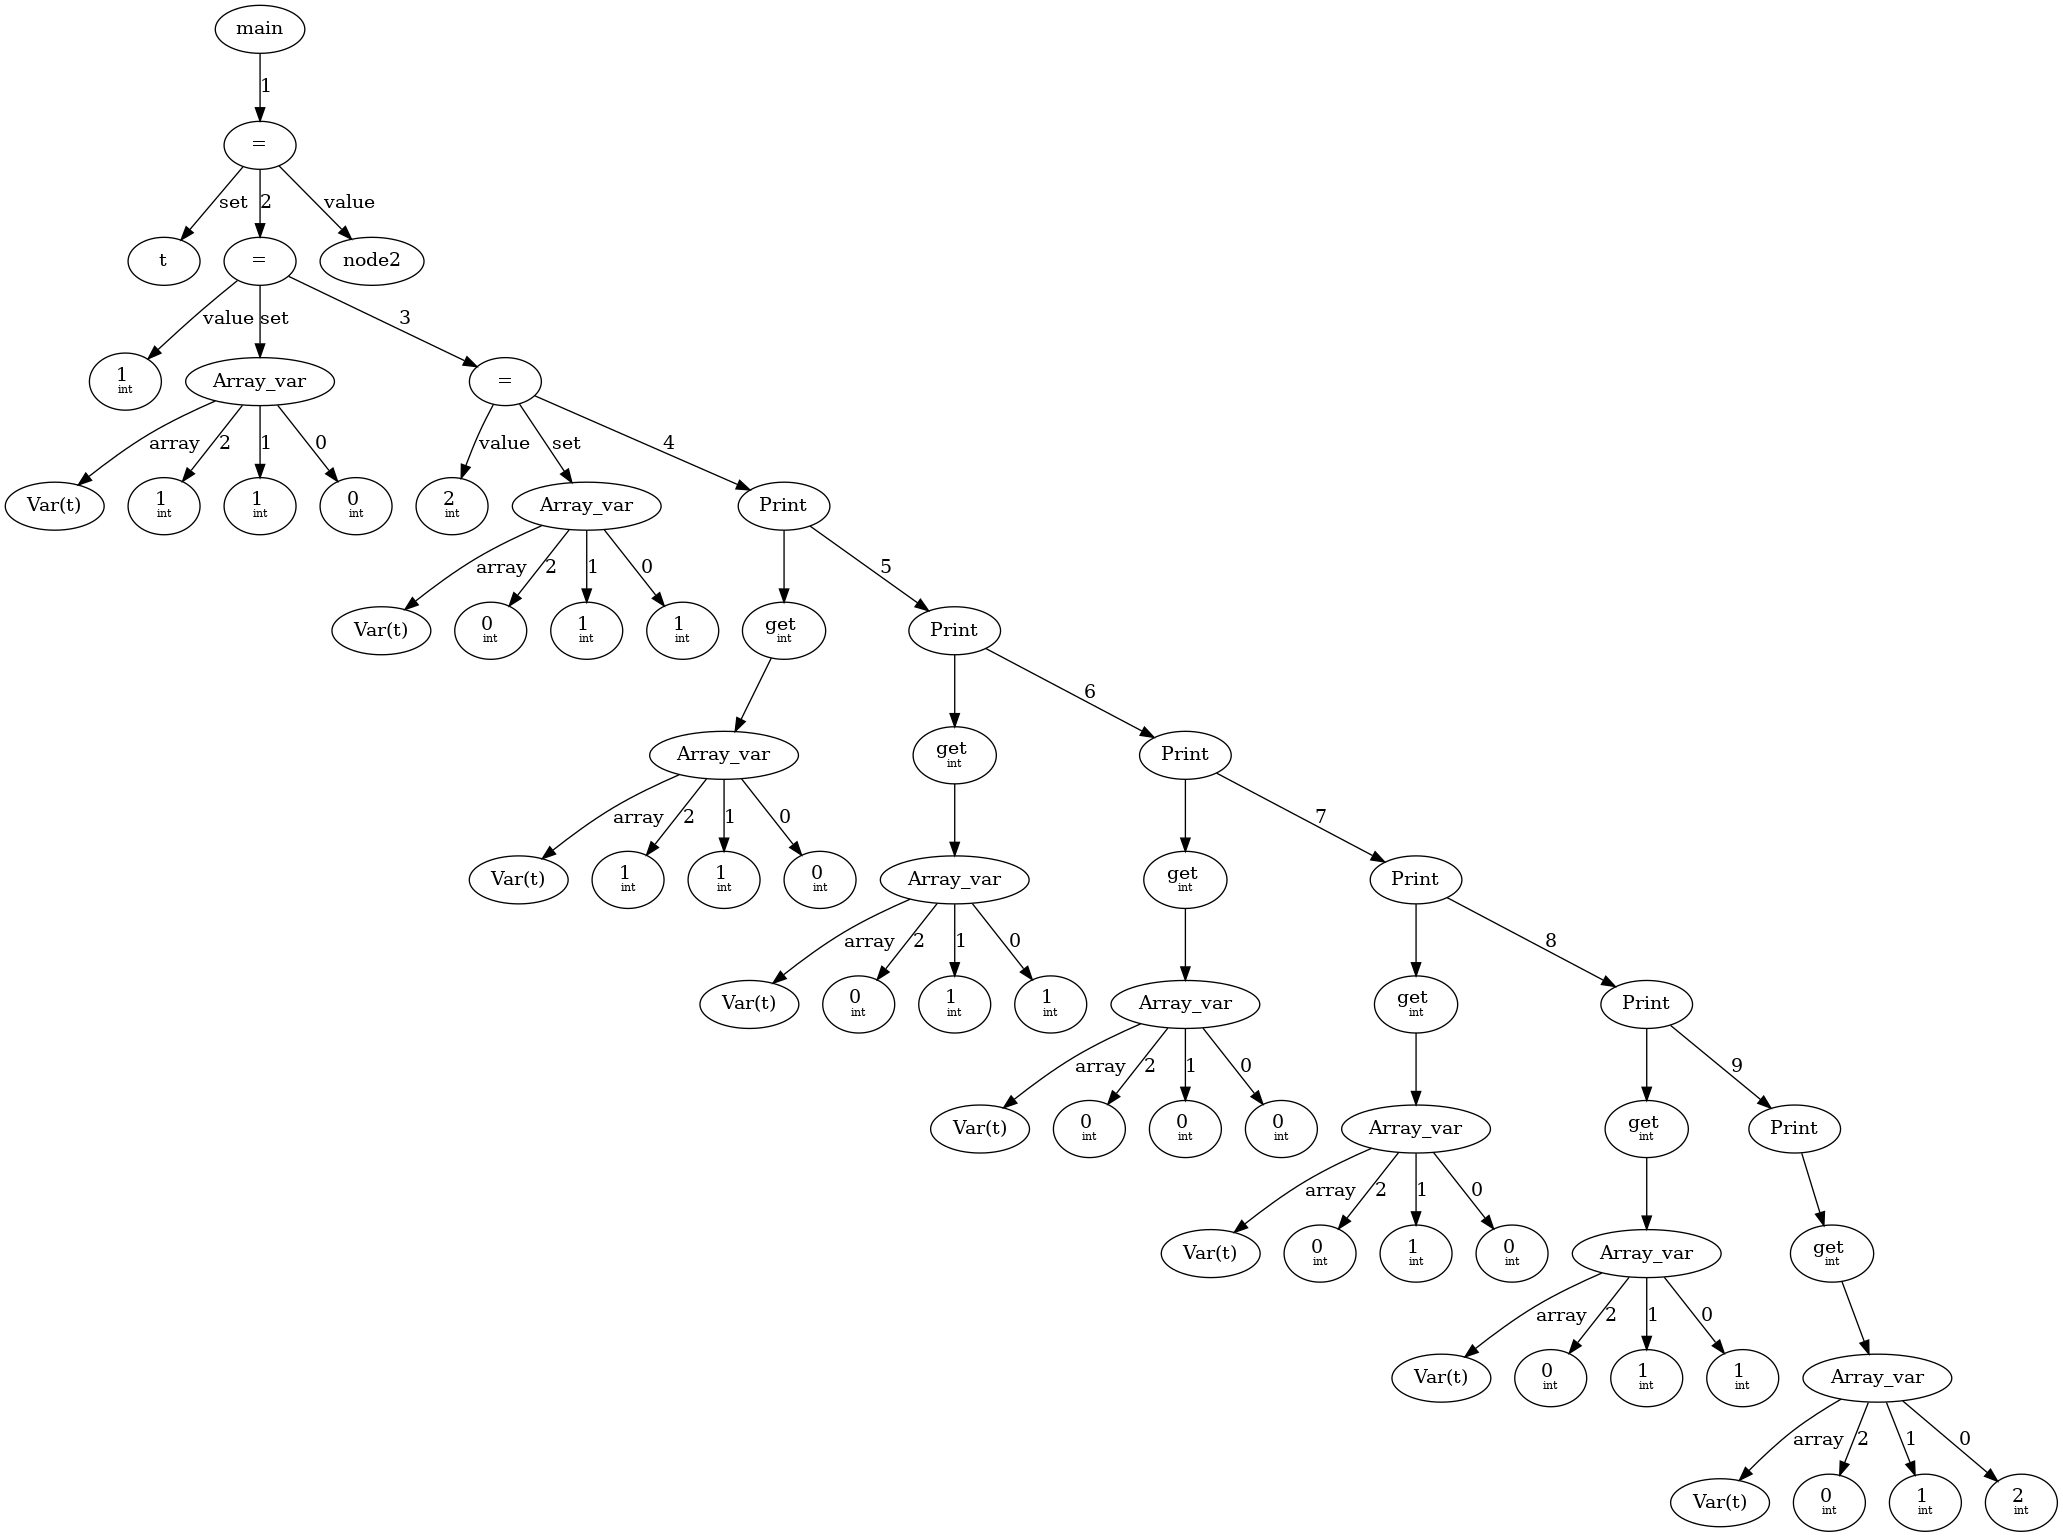 main
1
=
set 2 value
t = node2
value set 3
1
int
Array_var
=
array 2 1 0
value set 4
Var(t)
1
int
1
int
0
int
2
int
Array_var
Print
array 2 1 0
5
Var(t)
0
int
1
int
1
int
get
int
Print
6
Array_var
get
int
Print
array 2 1 0
7
Var(t)
1
int
1
int
0
int
Array_var
get
int
Print
array 2 1 0
8
Var(t)
0
int
1
int
1
int
Array_var
get
int
Print
array 2 1 0
9
Var(t)
0
int
0
int
0
int
Array_var
get
int
Print
array 2 1 0
Var(t)
0
int
1
int
0
int
Array_var
get
int
array 2 1 0
Var(t)
0
int
1
int
1
int
Array_var
array 2 1 0
Var(t)
0
int
1
int
2
int